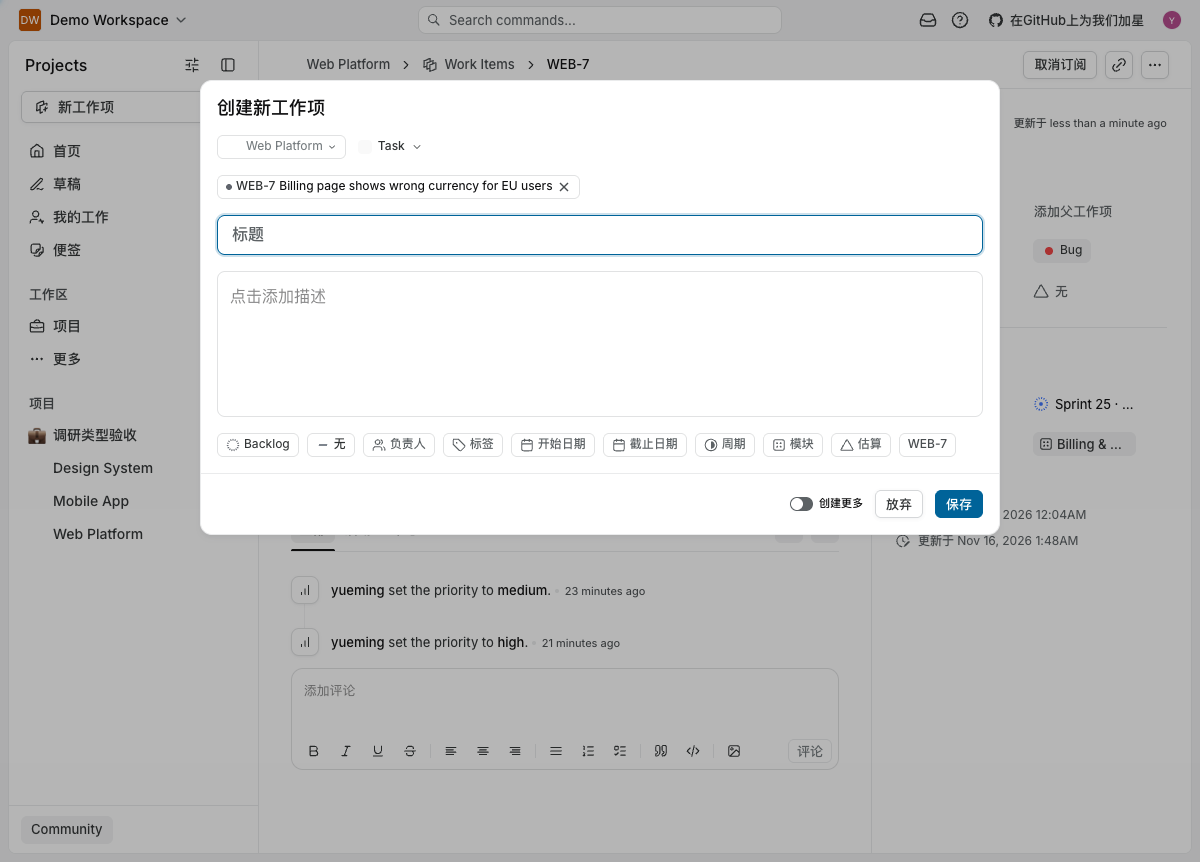 DW Demo Workspace
Search commands...
在GitHub上为我们加星
Y
Projects
新工作项
首页
草稿
我的工作
便签
工作区
项目
更多
项目
调研类型验收
Design System
Mobile App
Web Platform
Community
Web Platform
Work Items
WEB-7
取消订阅
更新于 less than a minute ago
创建新工作项
Web Platform
Task
WEB-7 Billing page shows wrong currency for EU users
标题
点击添加描述
Backlog
无
负责人
标签
开始日期
截止日期
周期
模块
估算
WEB-7
创建更多
放弃
保存
添加父工作项
Bug
无
Sprint 25 · ...
Billing & ...
2026 12:04AM
更新于 Nov 16, 2026 1:48AM
yueming set the priority to medium. 23 minutes ago
yueming set the priority to high. 21 minutes ago
添加评论
评论